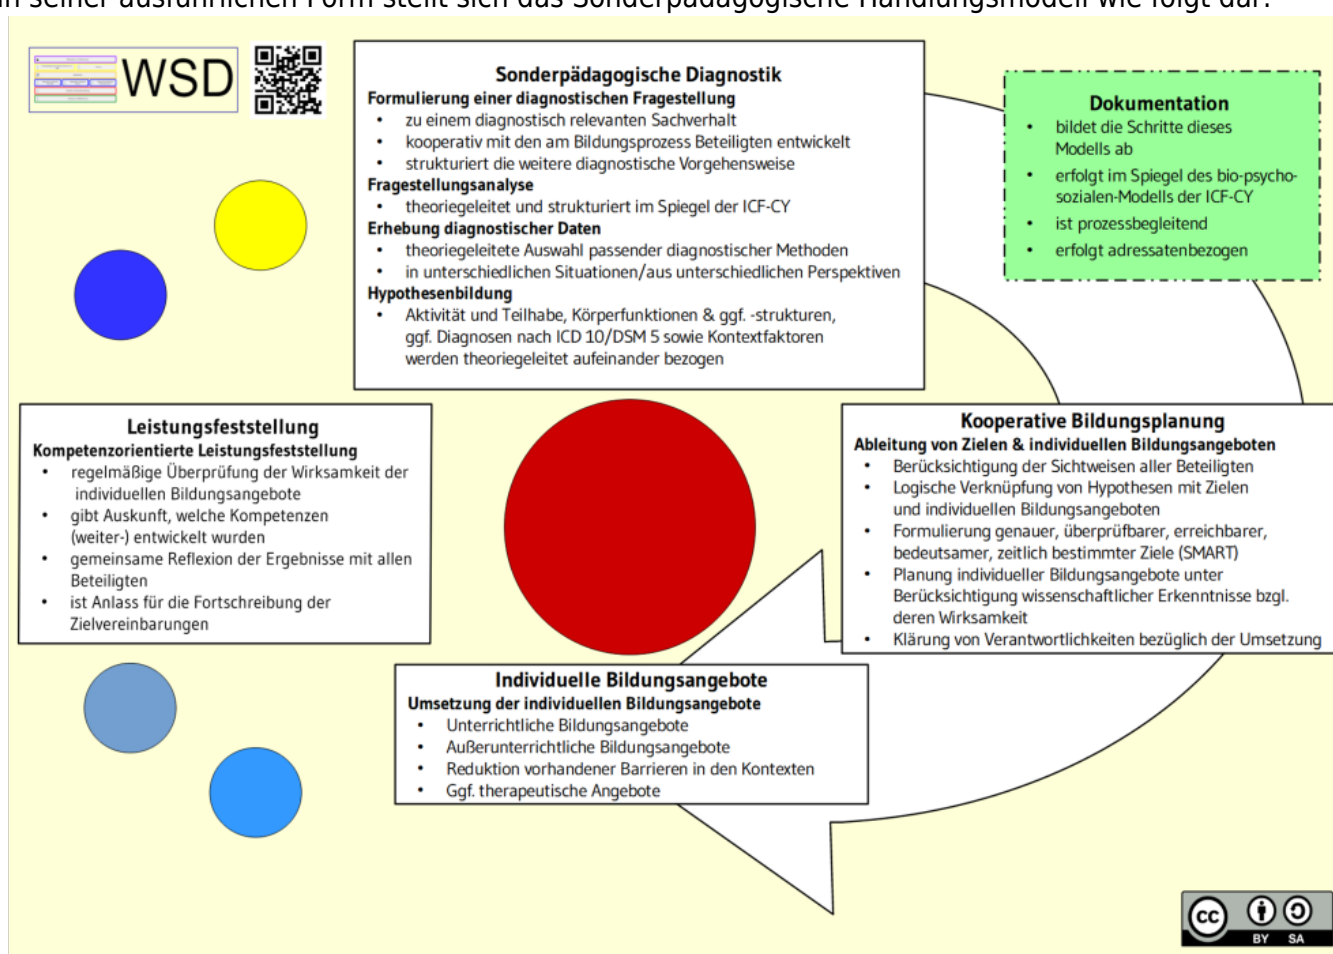 in seiner ausführlichen Form stellt sich das Sonderpädagogische Handlungsmodell wie folgt dar:
WSD
Sonderpädagogische Diagnostik
Formulierung einer diagnostischen Fragestellung
• zu einem diagnostisch relevanten Sachverhalt
• kooperativ mit den am Bildungsprozess Beteiligten entwickelt
• strukturiert die weitere diagnostische Vorgehensweise
Fragestellungsanalyse
• theoriegeleitet und strukturiert im Spiegel der ICF-CY
Erhebung diagnostischer Daten
• theoriegeleitete Auswahl passender diagnostischer Methoden
• in unterschiedlichen Situationen/aus unterschiedlichen Perspektiven
Hypothesenbildung
• Aktivität und Teilhabe, Körperfunktionen & ggf. -strukturen,
ggf. Diagnosen nach ICD 10/DSM 5 sowie Kontextfaktoren
werden theoriegeleitet aufeinander bezogen
Dokumentation
• bildet die Schritte dieses
Modells ab
• erfolgt im Spiegel des bio-psycho-
sozialen-Modells der ICF-CY
• ist prozessbegleitend
• erfolgt adressatenbezogen
Leistungsfeststellung
Kompetenzorientierte Leistungsfeststellung
• regelmäßige Überprüfung der Wirksamkeit der
individuellen Bildungsangebote
• gibt Auskunft, welche Kompetenzen
(weiter-) entwickelt wurden
• gemeinsame Reflexion der Ergebnisse mit allen
Beteiligten
• ist Anlass für die Fortschreibung der
Zielvereinbarungen
Kooperative Bildungsplanung
Ableitung von Zielen & individuellen Bildungsangeboten
• Berücksichtigung der Sichtweisen aller Beteiligten
• Logische Verknüpfung von Hypothesen mit Zielen
und individuellen Bildungsangeboten
• Formulierung genauer, überprüfbarer, erreichbarer,
bedeutsamer, zeitlich bestimmter Ziele (SMART)
• Planung individueller Bildungsangebote unter
Berücksichtigung wissenschaftlicher Erkenntnisse bzgl.
deren Wirksamkeit
• Klärung von Verantwortlichkeiten bezüglich der Umsetzung
Individuelle Bildungsangebote
Umsetzung der individuellen Bildungsangebote
• Unterrichtliche Bildungsangebote
• Außerunterrichtliche Bildungsangebote
• Reduktion vorhandener Barrieren in den Kontexten
• Ggf. therapeutische Angebote
cc
BY SA